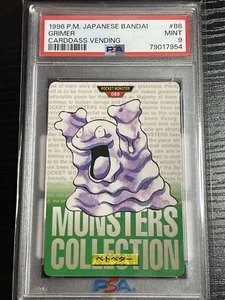 1996 P.M. JAPANESE BANDAI #88
GRIMER MINT
CARDDASS VENDING 9
PSA 79017954
POCKET MONSTER
088
MONSTERS
COLLECTION
ベトベター
PSA